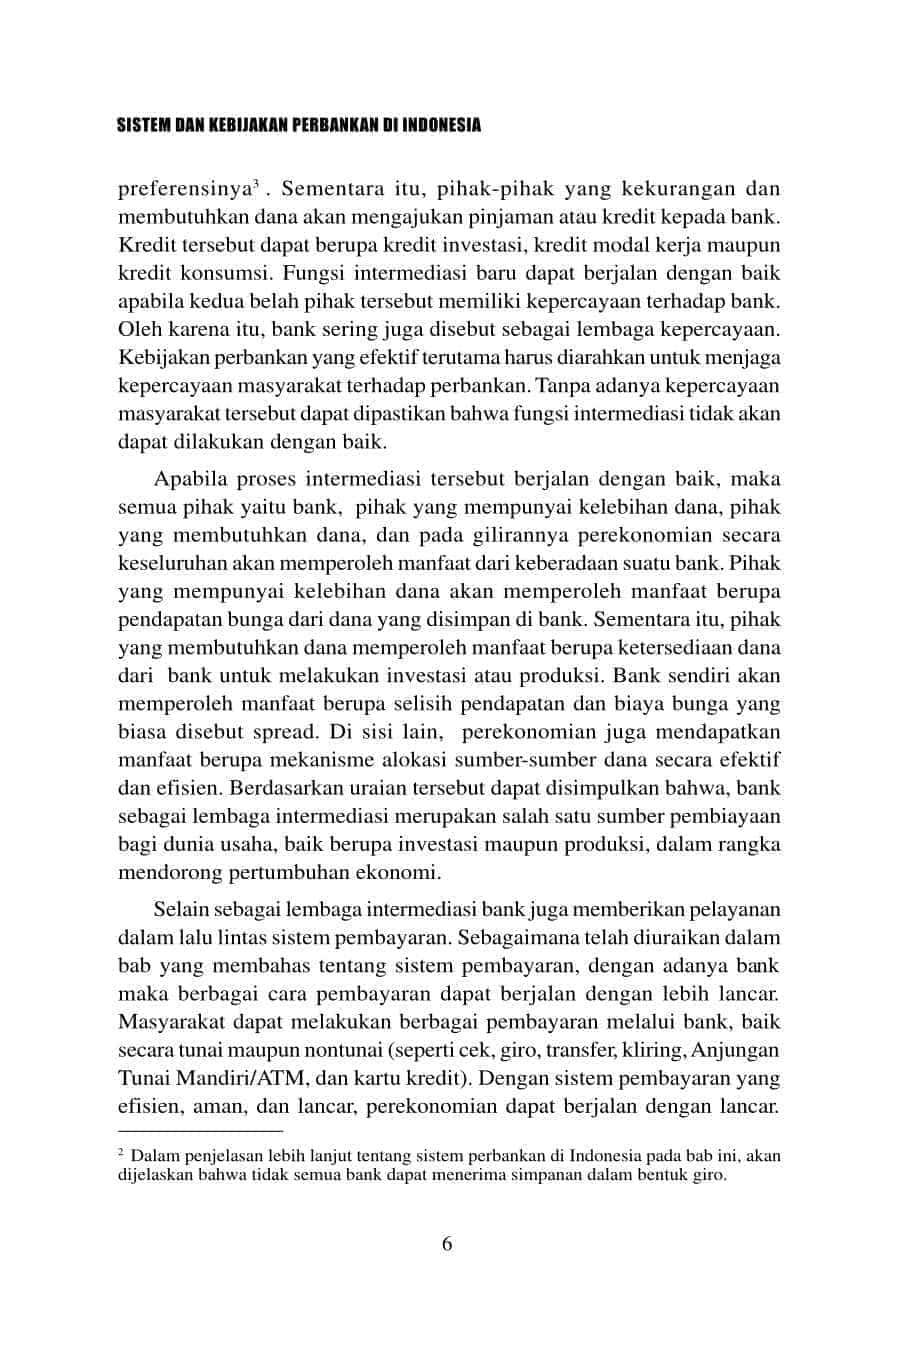 SISTEM DAN KEBIJAKAN PERBANKAN DI INDONESIA
preferensinya³ . Sementara itu, pihak-pihak yang kekurangan dan
membutuhkan dana akan mengajukan pinjaman atau kredit kepada bank.
Kredit tersebut dapat berupa kredit investasi, kredit modal kerja maupun
kredit konsumsi. Fungsi intermediasi baru dapat berjalan dengan baik
apabila kedua belah pihak tersebut memiliki kepercayaan terhadap bank.
Oleh karena itu, bank sering juga disebut sebagai lembaga kepercayaan.
Kebijakan perbankan yang efektif terutama harus diarahkan untuk menjaga
kepercayaan masyarakat terhadap perbankan. Tanpa adanya kepercayaan
masyarakat tersebut dapat dipastikan bahwa fungsi intermediasi tidak akan
dapat dilakukan dengan baik.
Apabila proses intermediasi tersebut berjalan dengan baik, maka
semua pihak yaitu bank, pihak yang mempunyai kelebihan dana, pihak
yang membutuhkan dana, dan pada gilirannya perekonomian secara
keseluruhan akan memperoleh manfaat dari keberadaan suatu bank. Pihak
yang mempunyai kelebihan dana akan memperoleh manfaat berupa
pendapatan bunga dari dana yang disimpan di bank. Sementara itu, pihak
yang membutuhkan dana memperoleh manfaat berupa ketersediaan dana
dari bank untuk melakukan investasi atau produksi. Bank sendiri akan
memperoleh manfaat berupa selisih pendapatan dan biaya bunga yang
biasa disebut spread. Di sisi lain, perekonomian juga mendapatkan
manfaat berupa mekanisme alokasi sumber-sumber dana secara efektif
dan efisien. Berdasarkan uraian tersebut dapat disimpulkan bahwa, bank
sebagai lembaga intermediasi merupakan salah satu sumber pembiayaan
bagi dunia usaha, baik berupa investasi maupun produksi, dalam rangka
mendorong pertumbuhan ekonomi.
Selain sebagai lembaga intermediasi bank juga memberikan pelayanan
dalam lalu lintas sistem pembayaran. Sebagaimana telah diuraikan dalam
bab yang membahas tentang sistem pembayaran, dengan adanya bank
maka berbagai cara pembayaran dapat berjalan dengan lebih lancar.
Masyarakat dapat melakukan berbagai pembayaran melalui bank, baik
secara tunai maupun nontunai (seperti cek, giro, transfer, kliring, Anjungan
Tunai Mandiri/ATM, dan kartu kredit). Dengan sistem pembayaran yang
efisien, aman, dan lancar, perekonomian dapat berjalan dengan lancar.
² Dalam penjelasan lebih lanjut tentang sistem perbankan di Indonesia pada bab ini, akan
dijelaskan bahwa tidak semua bank dapat menerima simpanan dalam bentuk giro.
6